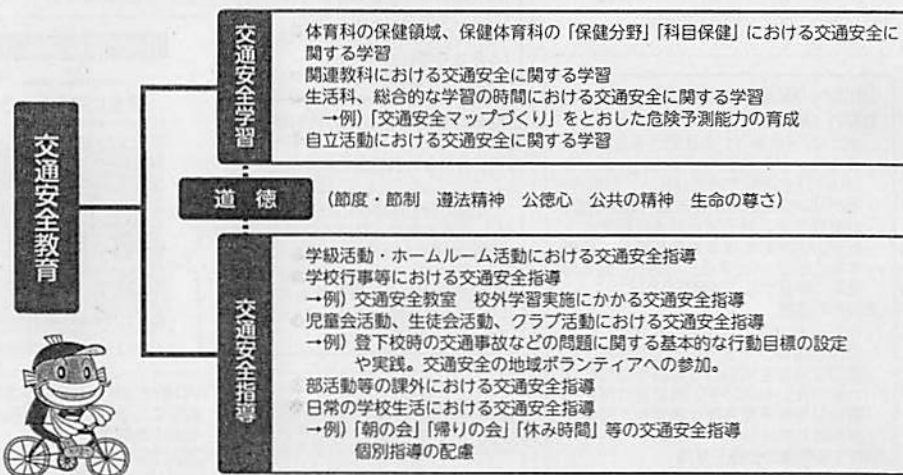 交通安全教育
交通安全学習
体育科の保健領域、保健体育科の「保健分野」「科目保健」における交通安全に
関する学習
関連教科における交通安全に関する学習
生活科、総合的な学習の時間における交通安全に関する学習
→例)「交通安全マップづくり」をとおした危険予測能力の育成
自立活動における交通安全に関する学習
道徳
(節度・節制 遵法精神 公徳心 公共の精神 生命の尊さ)
交通安全指導
学級活動・ホームルーム活動における交通安全指導
学校行事等における交通安全指導
→例) 交通安全教室 校外学習実施にかかる交通安全指導
児童会活動、生徒会活動、クラブ活動における交通安全指導
→例) 登下校時の交通事故などの問題に関する基本的な行動目標の設定
や実践。交通安全の地域ボランティアへの参加。
部活動等の課外における交通安全指導
日常の学校生活における交通安全指導
→例)「朝の会」「帰りの会」「休み時間」等の交通安全指導
個別指導の配慮